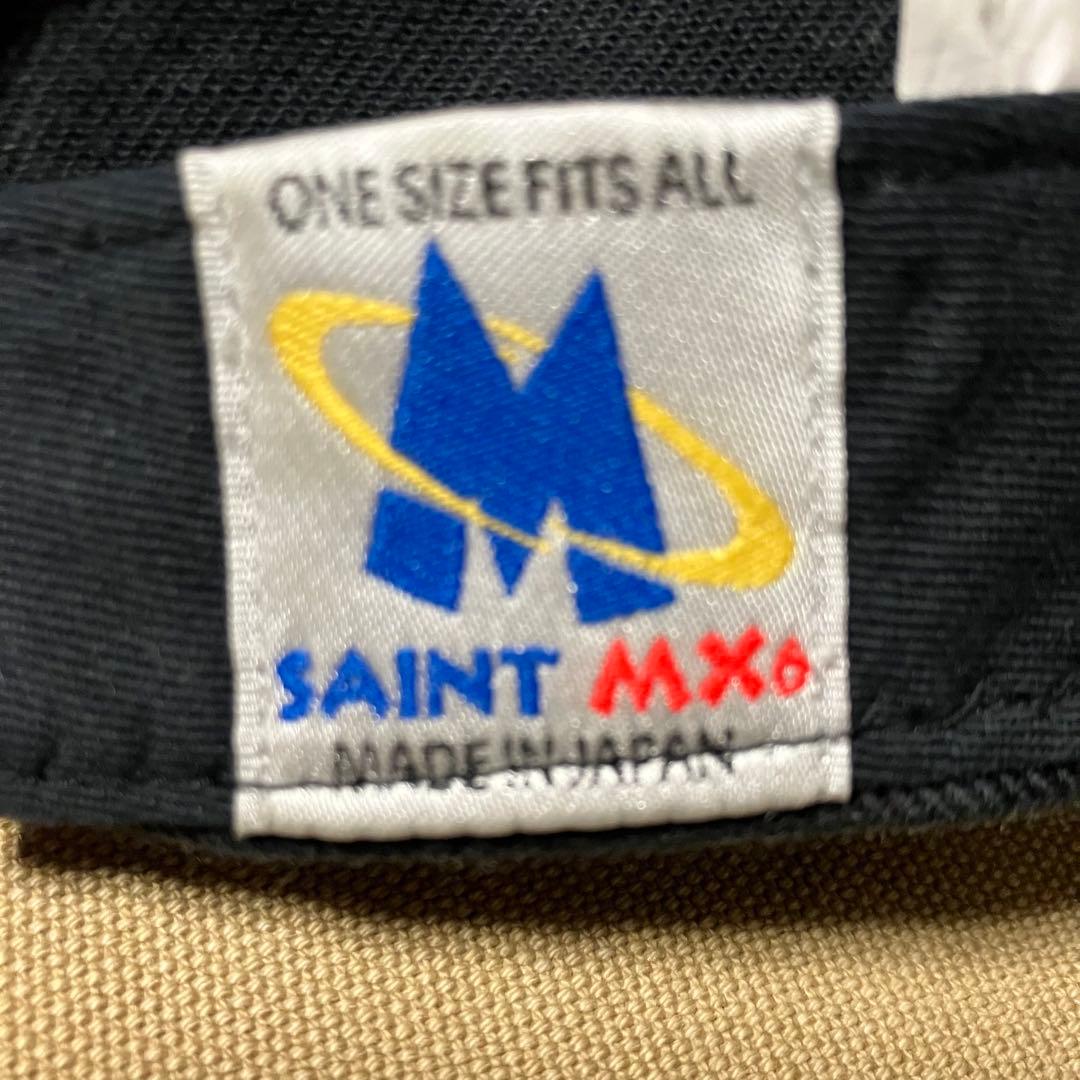 ONE SIZE FITS ALL
M
SAINT MX6
MADE IN JAPAN